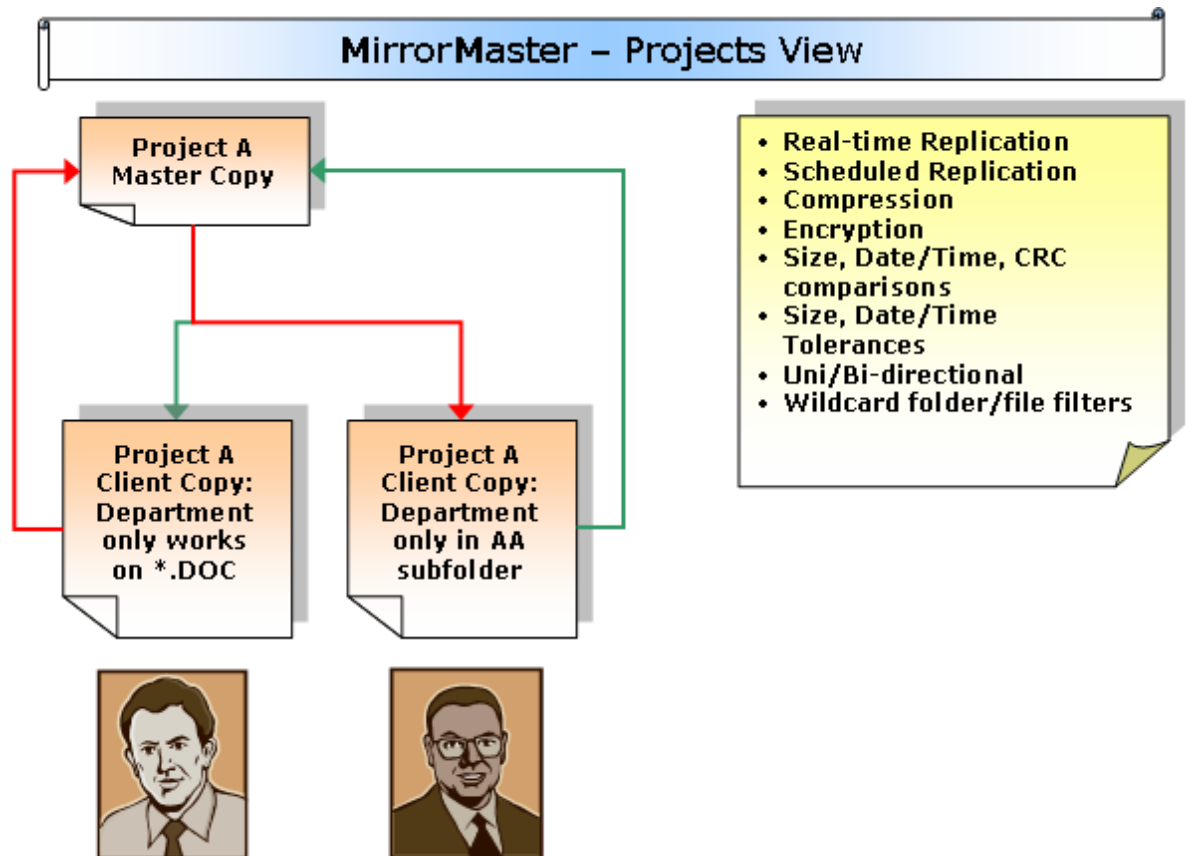 MirrorMaster – Projects View
Project A
Master Copy
Project A
Client Copy:
Department
only works
on *.DOC
Project A
Client Copy:
Department
only in AA
subfolder
• Real-time Replication
• Scheduled Replication
• Compression
• Encryption
• Size, Date/Time, CRC
comparisons
• Size, Date/Time
Tolerances
• Uni/Bi-directional
• Wildcard folder/file filters